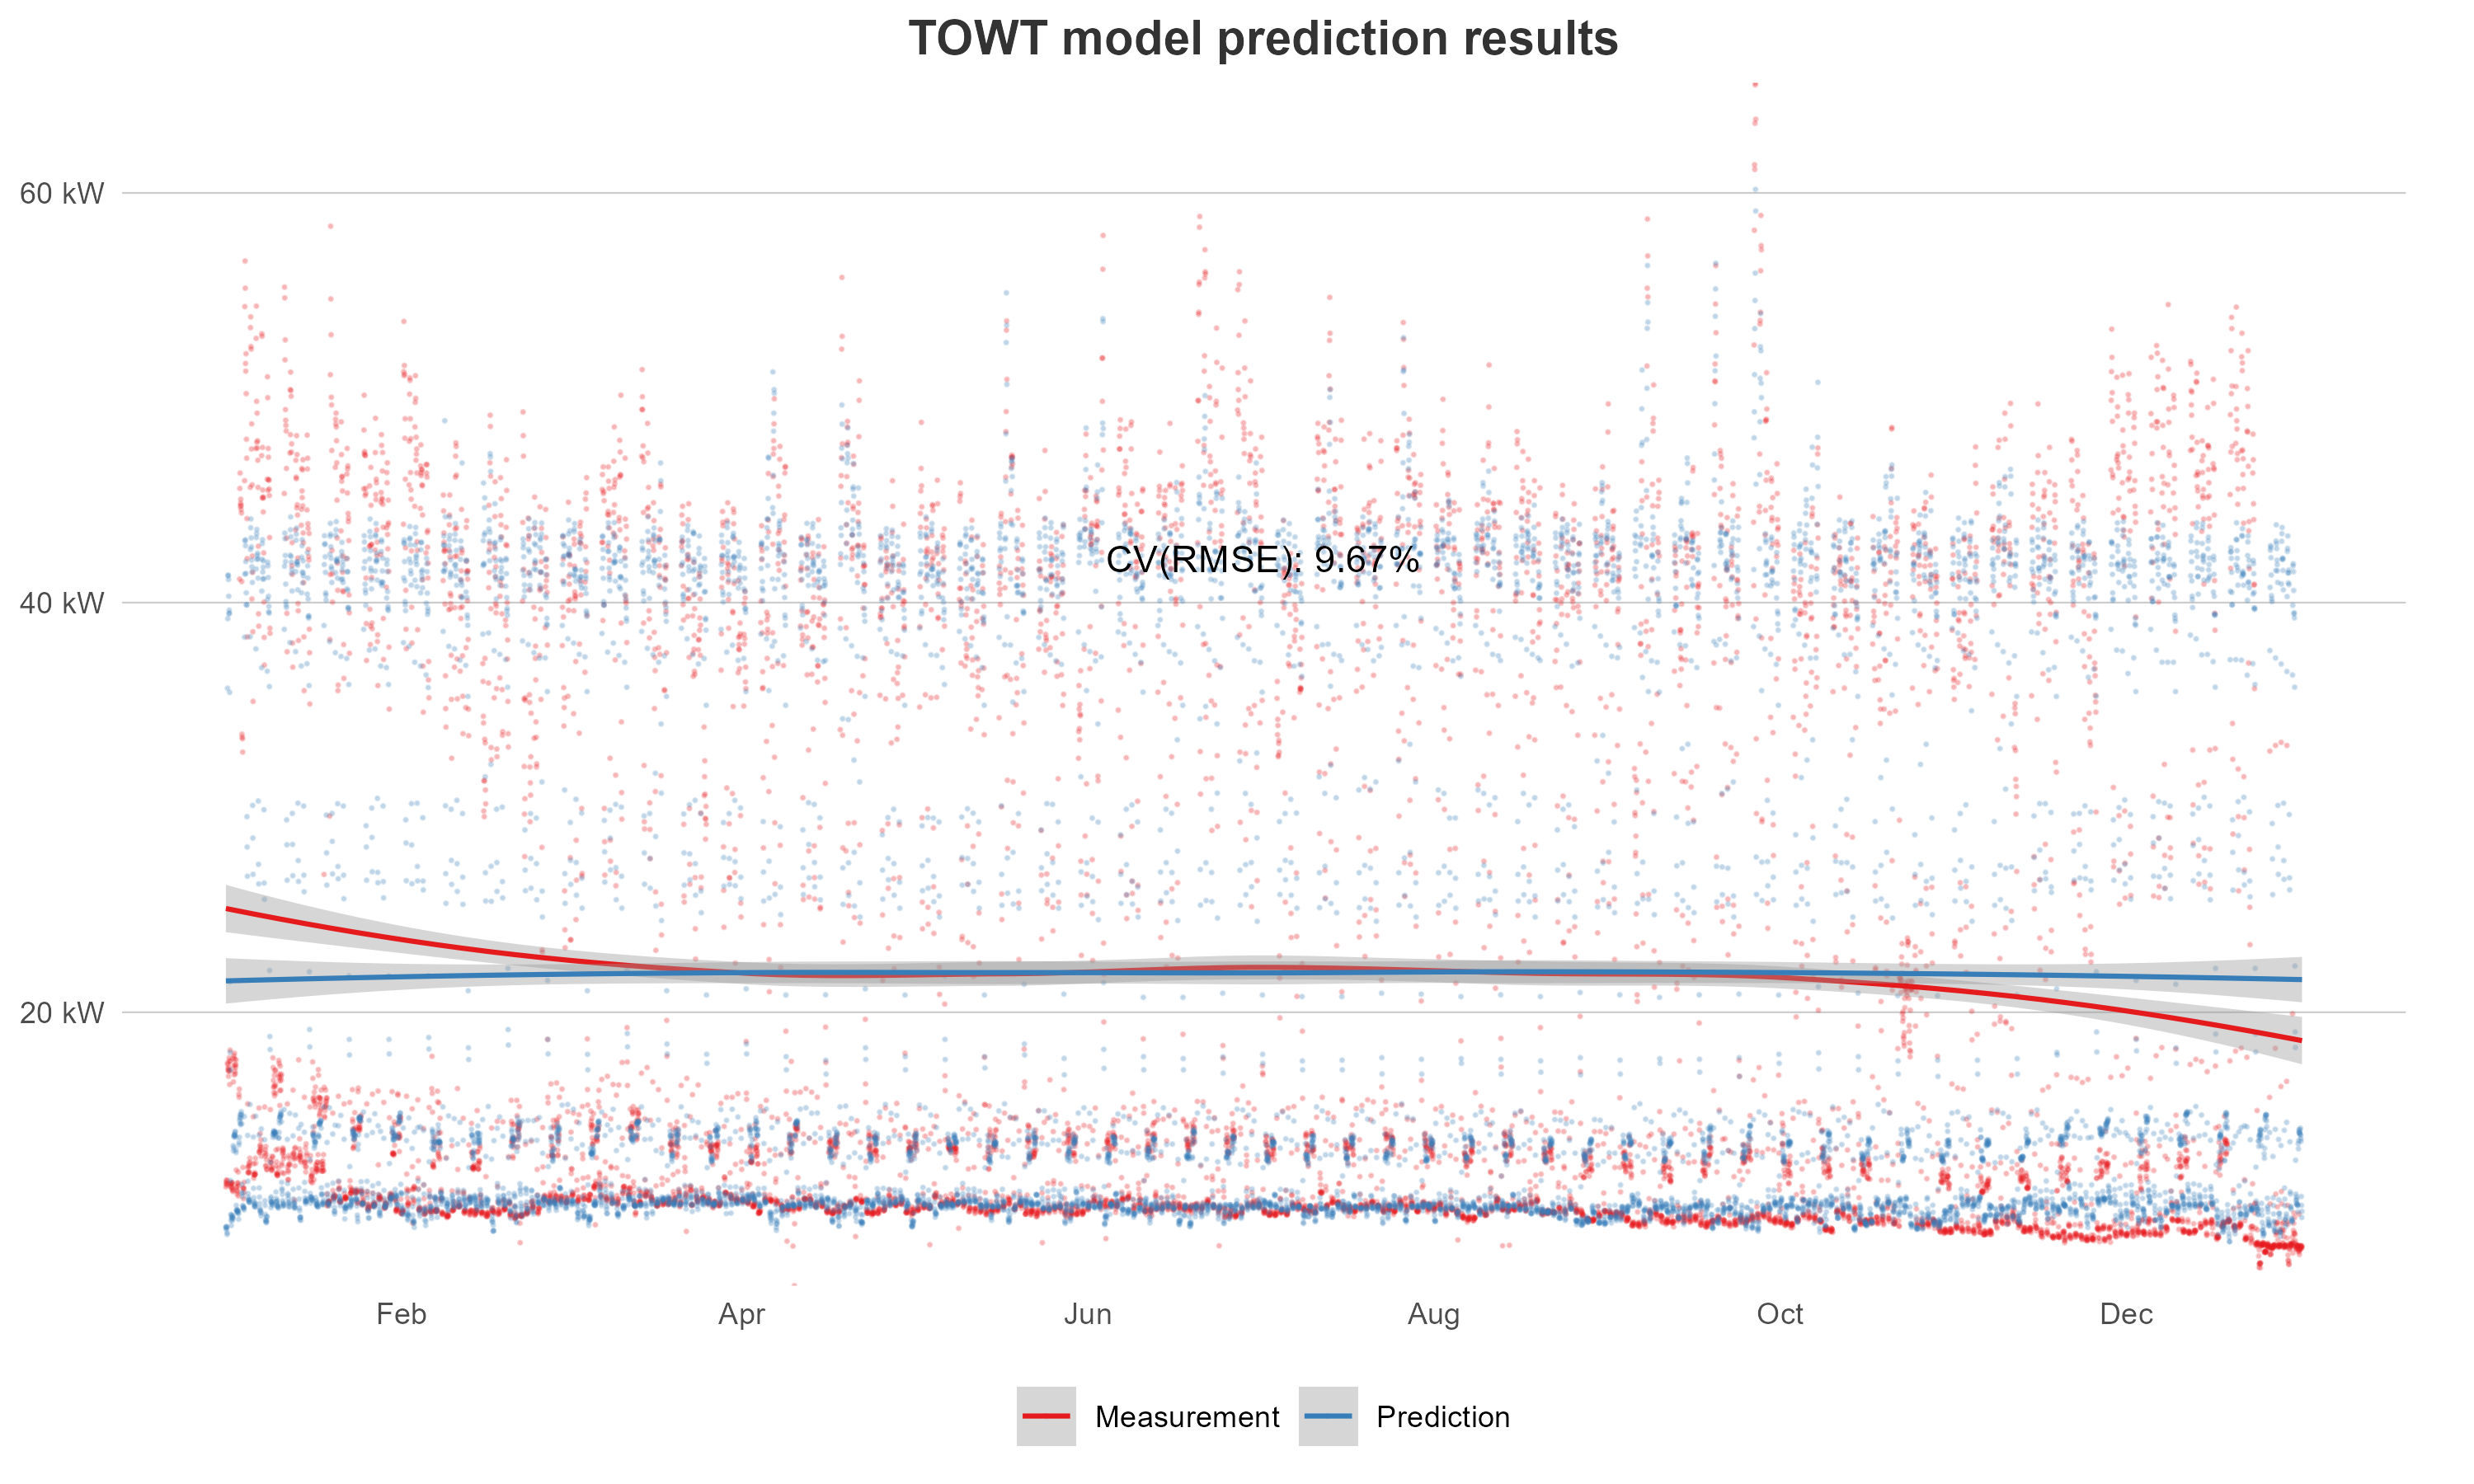 TOWT model prediction results
60 kW
40 kW
20 kW
CV(RMSE): 9.67%
Feb Apr Jun Aug Oct Dec
Measurement Prediction